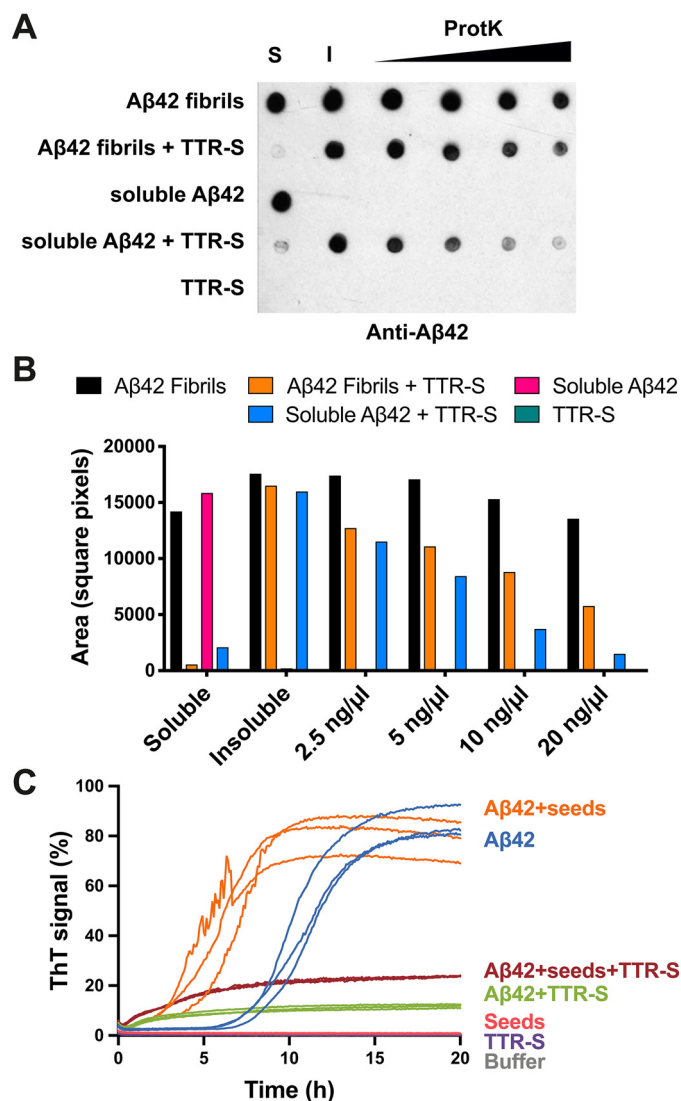 A
ProtK
S I
Aβ42 fibrils
Aβ42 fibrils + TTR-S
soluble Aβ42
soluble Aβ42 + TTR-S
TTR-S
Anti-Aβ42
B
Aβ42 Fibrils Aβ42 Fibrils + TTR-S Soluble Aβ42
Soluble Aβ42 + TTR-S TTR-S
Area (square pixels)
20000
15000
10000
5000
0
Soluble Insoluble 2.5 ng/μl 5 ng/μl 10 ng/μl 20 ng/μl
C
ThT signal (%)
100
80
60
40
20
0
Aβ42+seeds
Aβ42
Aβ42+seeds+TTR-S
Aβ42+TTR-S
Seeds
TTR-S
Buffer
0 5 10 15 20
Time (h)